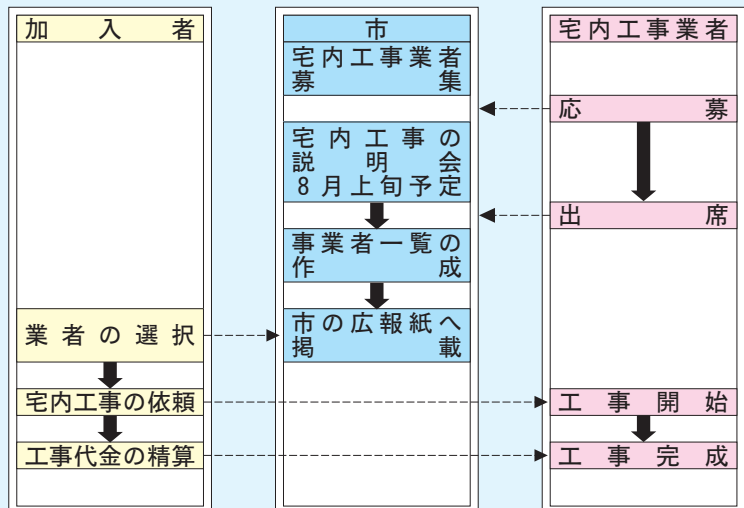 加入者
業者の選択
宅内工事の依頼
工事代金の精算
市
宅内工事業者
募集
宅内工事の
説明会
8月上旬予定
事業者一覧の
作成
市の広報紙へ
掲載
宅内工事業者
応募
出席
工事開始
工事完成